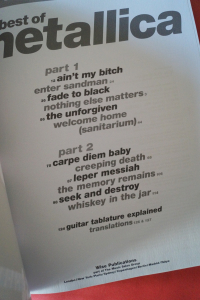 best of
metallica
part 1
ain't my bitch
enter sandman
fade to black
nothing else matters
the unforgiven
welcome home
(sanitarium)
part 2
carpe diem baby
creeping death
leper messiah
the memory remains
seek and destroy
whiskey in the jar
guitar tablature explained
translations
Wise Publications